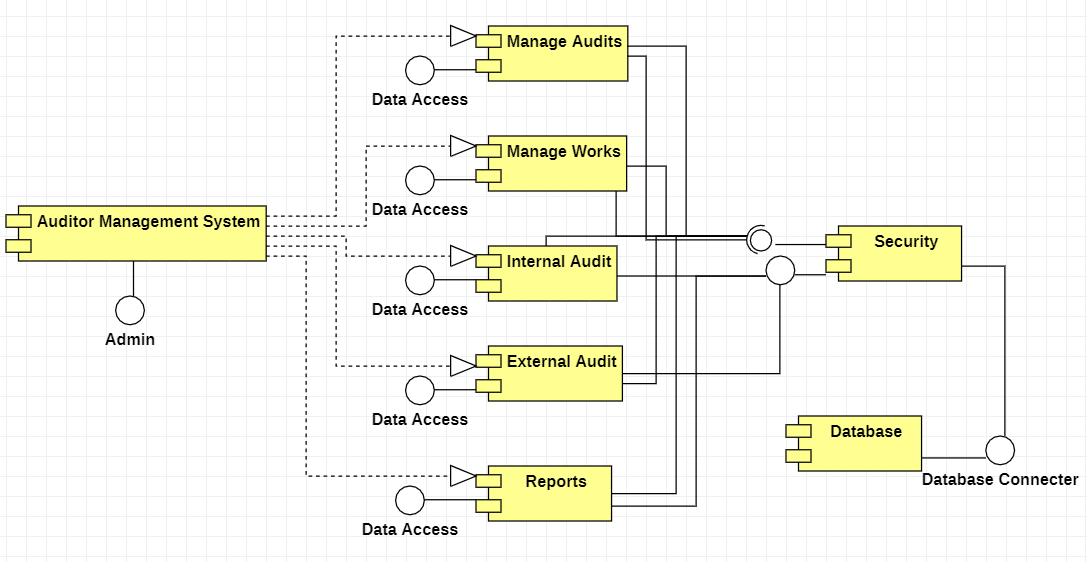 Manage Audits
Data Access
Manage Works
Data Access
Auditor Management System
Admin
Internal Audit
Data Access
Security
External Audit
Data Access
Database
Database Connecter
Reports
Data Access